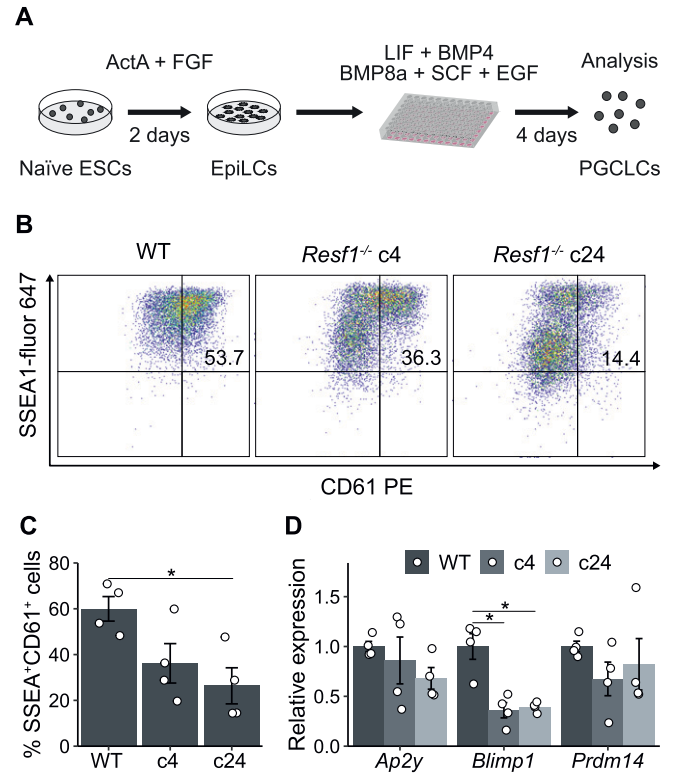 A
ActA + FGF
LIF + BMP4
BMP8a + SCF + EGF
Analysis
2 days
4 days
Naïve ESCs
EpiLCs
PGCLCs
B
WT
Resf1-/- c4
Resf1-/- c24
SSEA1-fluor 647
53.7
36.3
14.4
CD61 PE
C
% SSEA+CD61+ cells
80
60
40
20
0
*
WT
c4
c24
D
Relative expression
WT
c4
c24
1.5
1.0
0.5
0.0
*
*
Ap2γ
Blimp1
Prdm14